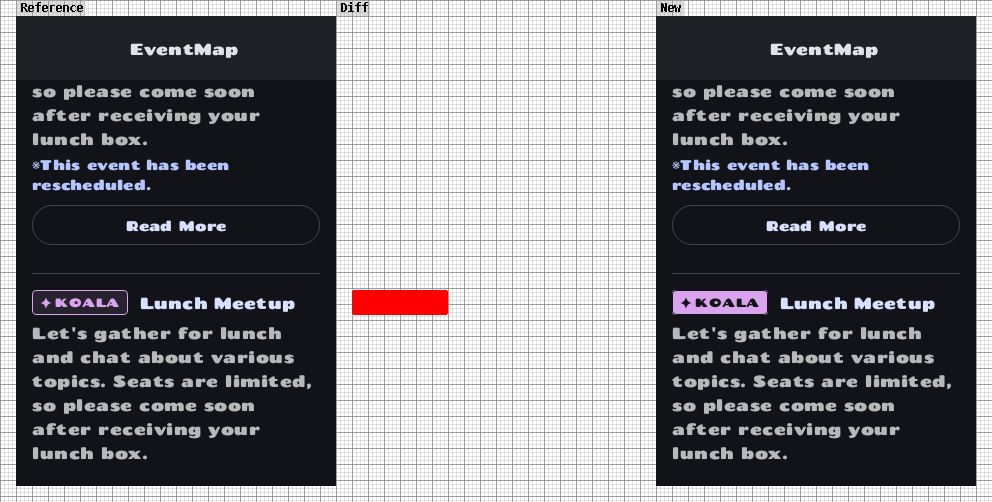 Reference
Diff
New
EventMap
so please come soon
after receiving your
lunch box.
※This event has been
rescheduled.
Read More
✦KOALA Lunch Meetup
Let's gather for lunch
and chat about various
topics. Seats are limited,
so please come soon
after receiving your
lunch box.
EventMap
so please come soon
after receiving your
lunch box.
※This event has been
rescheduled.
Read More
✦KOALA Lunch Meetup
Let's gather for lunch
and chat about various
topics. Seats are limited,
so please come soon
after receiving your
lunch box.